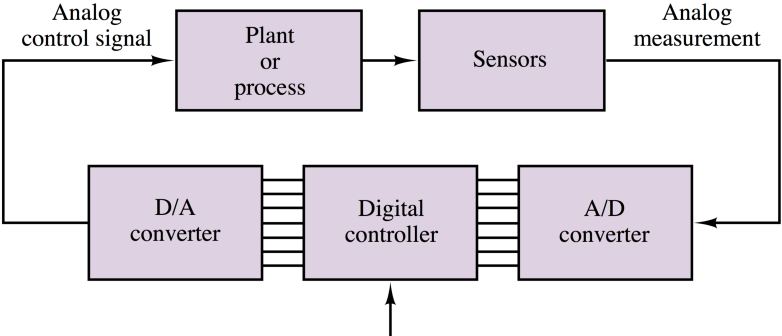 Analog
control signal
Plant
or
process
Sensors
Analog
measurement
D/A
converter
Digital
controller
A/D
converter